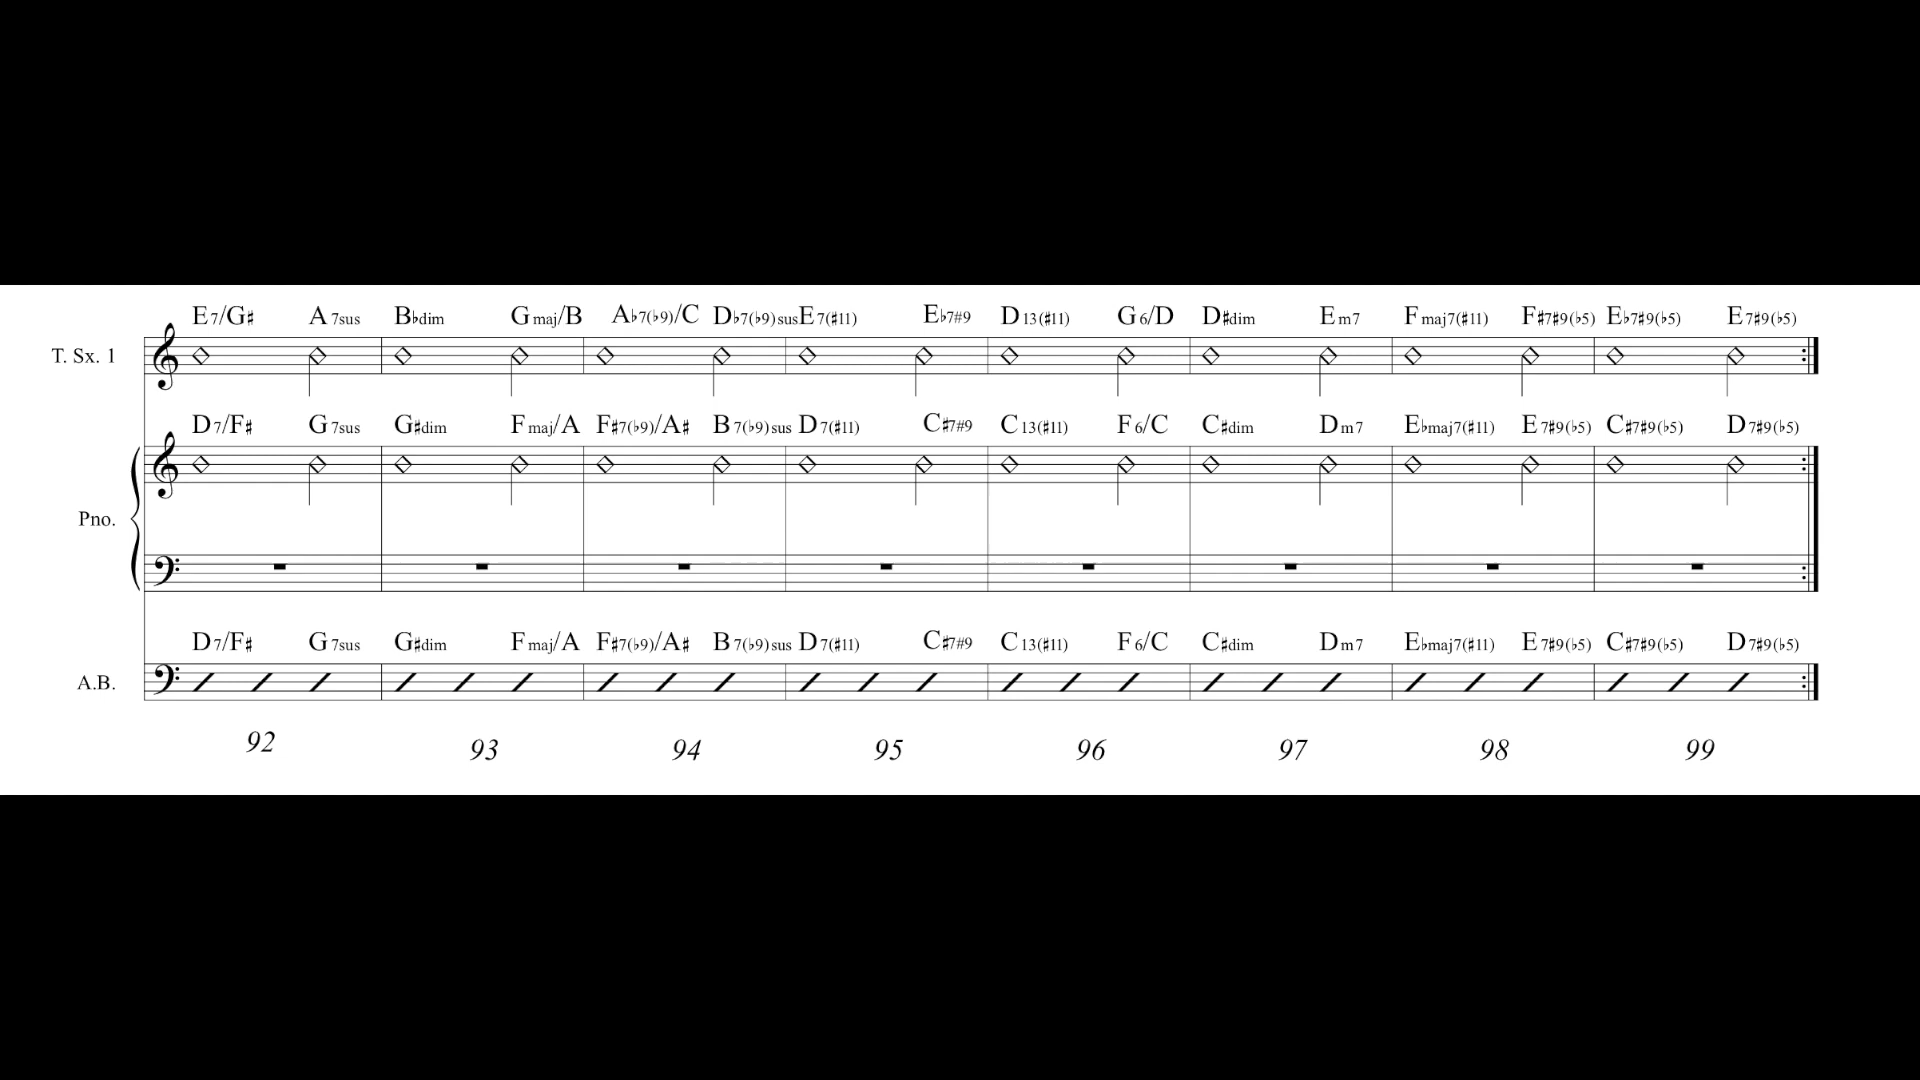 E7/G♯ A7sus B♭dim Gmaj/B A♭7(♭9)/C D♭7(♭9)sus E7(♯11) E♭7♯9 D13(♯11) G6/D D♯dim Em7 Fmaj7(♯11) F♯7♯9(♭5) E♭7♯9(♭5) E7♯9(♭5)
T. Sx. 1
D7/F♯ G7sus G♯dim Fmaj/A F♯7(♭9)/A♯ B7(♭9)sus D7(♯11) C♯7♯9 C13(♯11) F6/C C♯dim Dm7 E♭maj7(♯11) E7♯9(♭5) C♯7♯9(♭5) D7♯9(♭5)
Pno.
D7/F♯ G7sus G♯dim Fmaj/A F♯7(♭9)/A♯ B7(♭9)sus D7(♯11) C♯7♯9 C13(♯11) F6/C C♯dim Dm7 E♭maj7(♯11) E7♯9(♭5) C♯7♯9(♭5) D7♯9(♭5)
A.B.
92 93 94 95 96 97 98 99